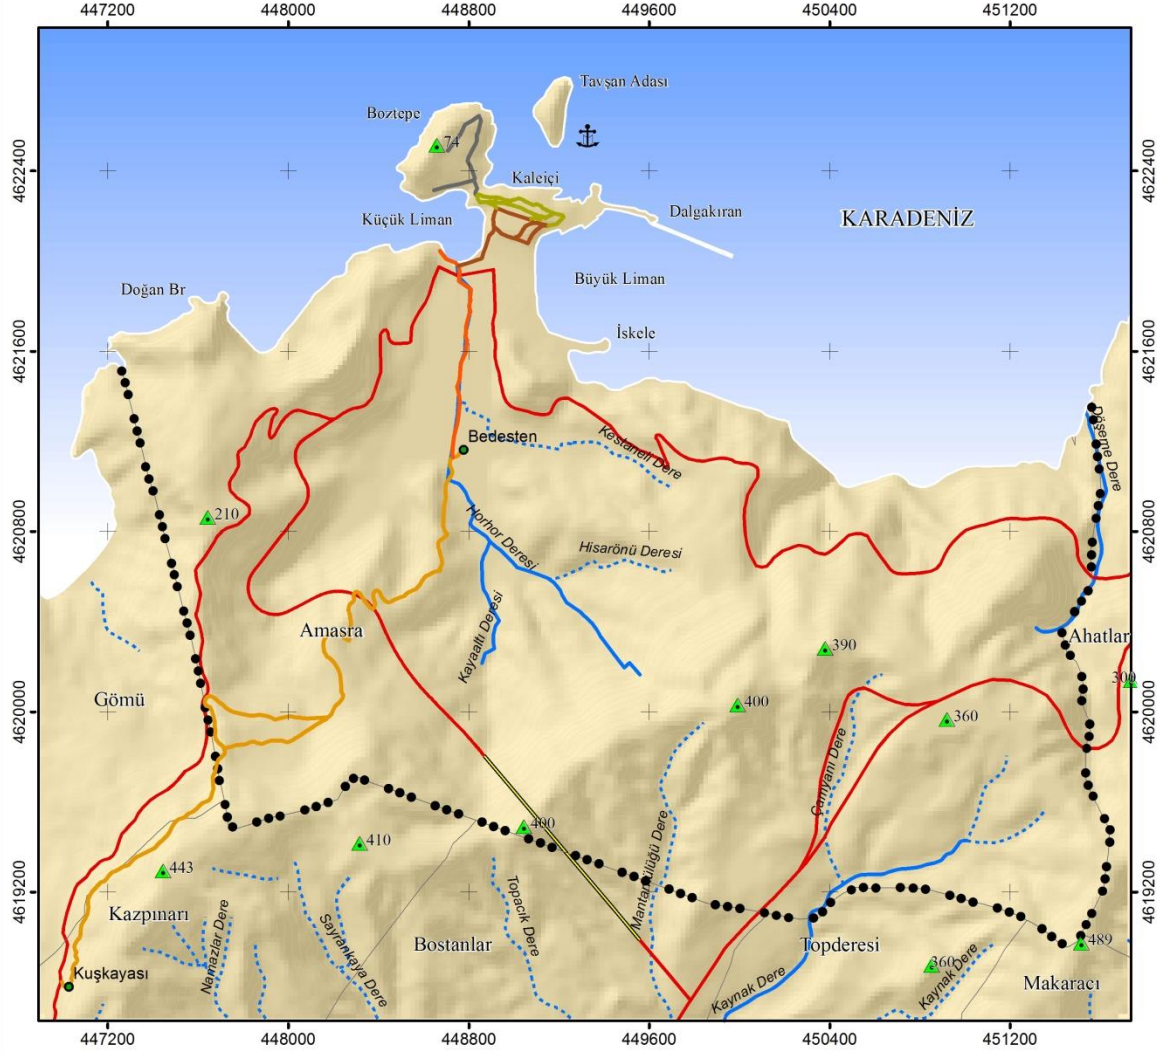 447200 448000 448800 449600 450400 451200
Tavşan Adası
Boztepe
74
Kaleiçi
4622400
4622400
Küçük Liman
Dalgakıran
KARADENİZ
Büyük Liman
Doğan Br
İskele
4621600
4621600
Bedesten
Kestaneli Dere
Döşeme Dere
210
Horhor Deresi
Hisarönü Deresi
4620800
4620800
Kayaaltı Deresi
Amasra
390
Ahatlar
300
Gömü
4620000
4620000
400
360
Çamyanı Dere
400
410
443
Mantarlülüğü Dere
4619200
4619200
Kazpınarı
Namazlar Dere
Sayrankaya Dere
Bostanlar
Topacık Dere
Topderesi
489
Kuşkayası
360
Kaynak Dere
Kaynak Dere
Makaracı
447200 448000 448800 449600 450400 451200